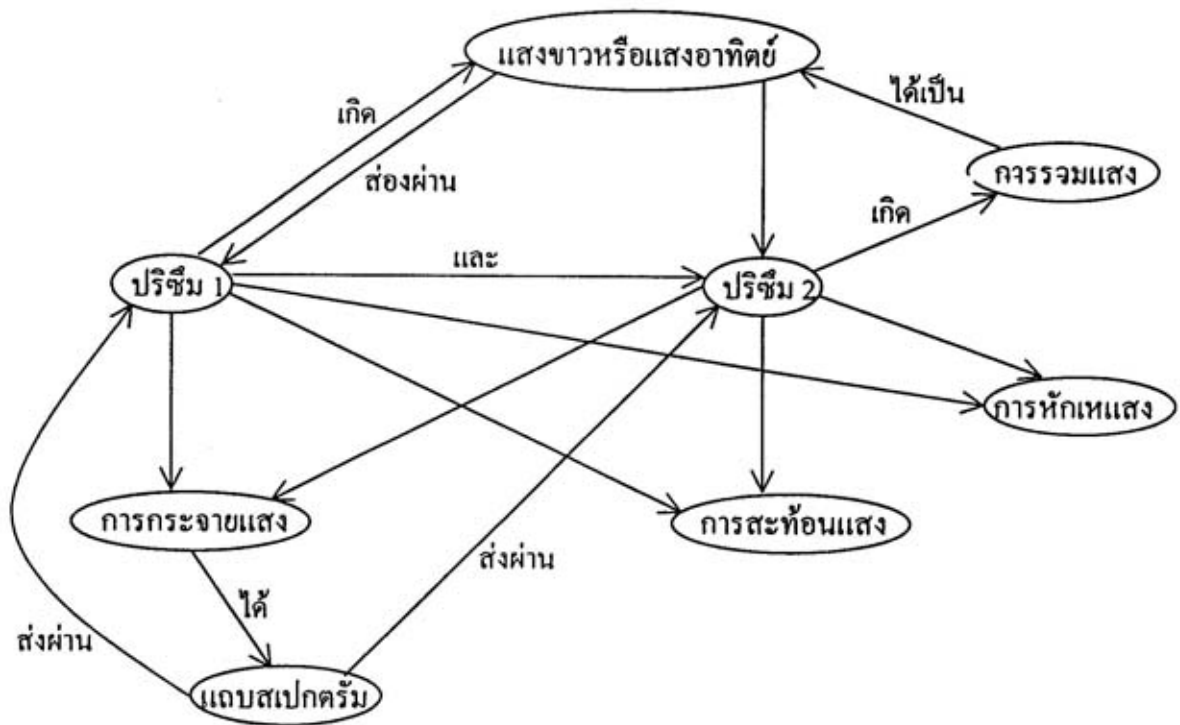 แสงขาวหรือแสงอาทิตย์
ได้เป็น
เกิด
การรวมแสง
ส่องผ่าน
เกิด
และ
ปริซึม 1
ปริซึม 2
การหักเหแสง
การกระจายแสง
การสะท้อนแสง
ส่งผ่าน
ได้
ส่งผ่าน
แถบสเปกตรัม